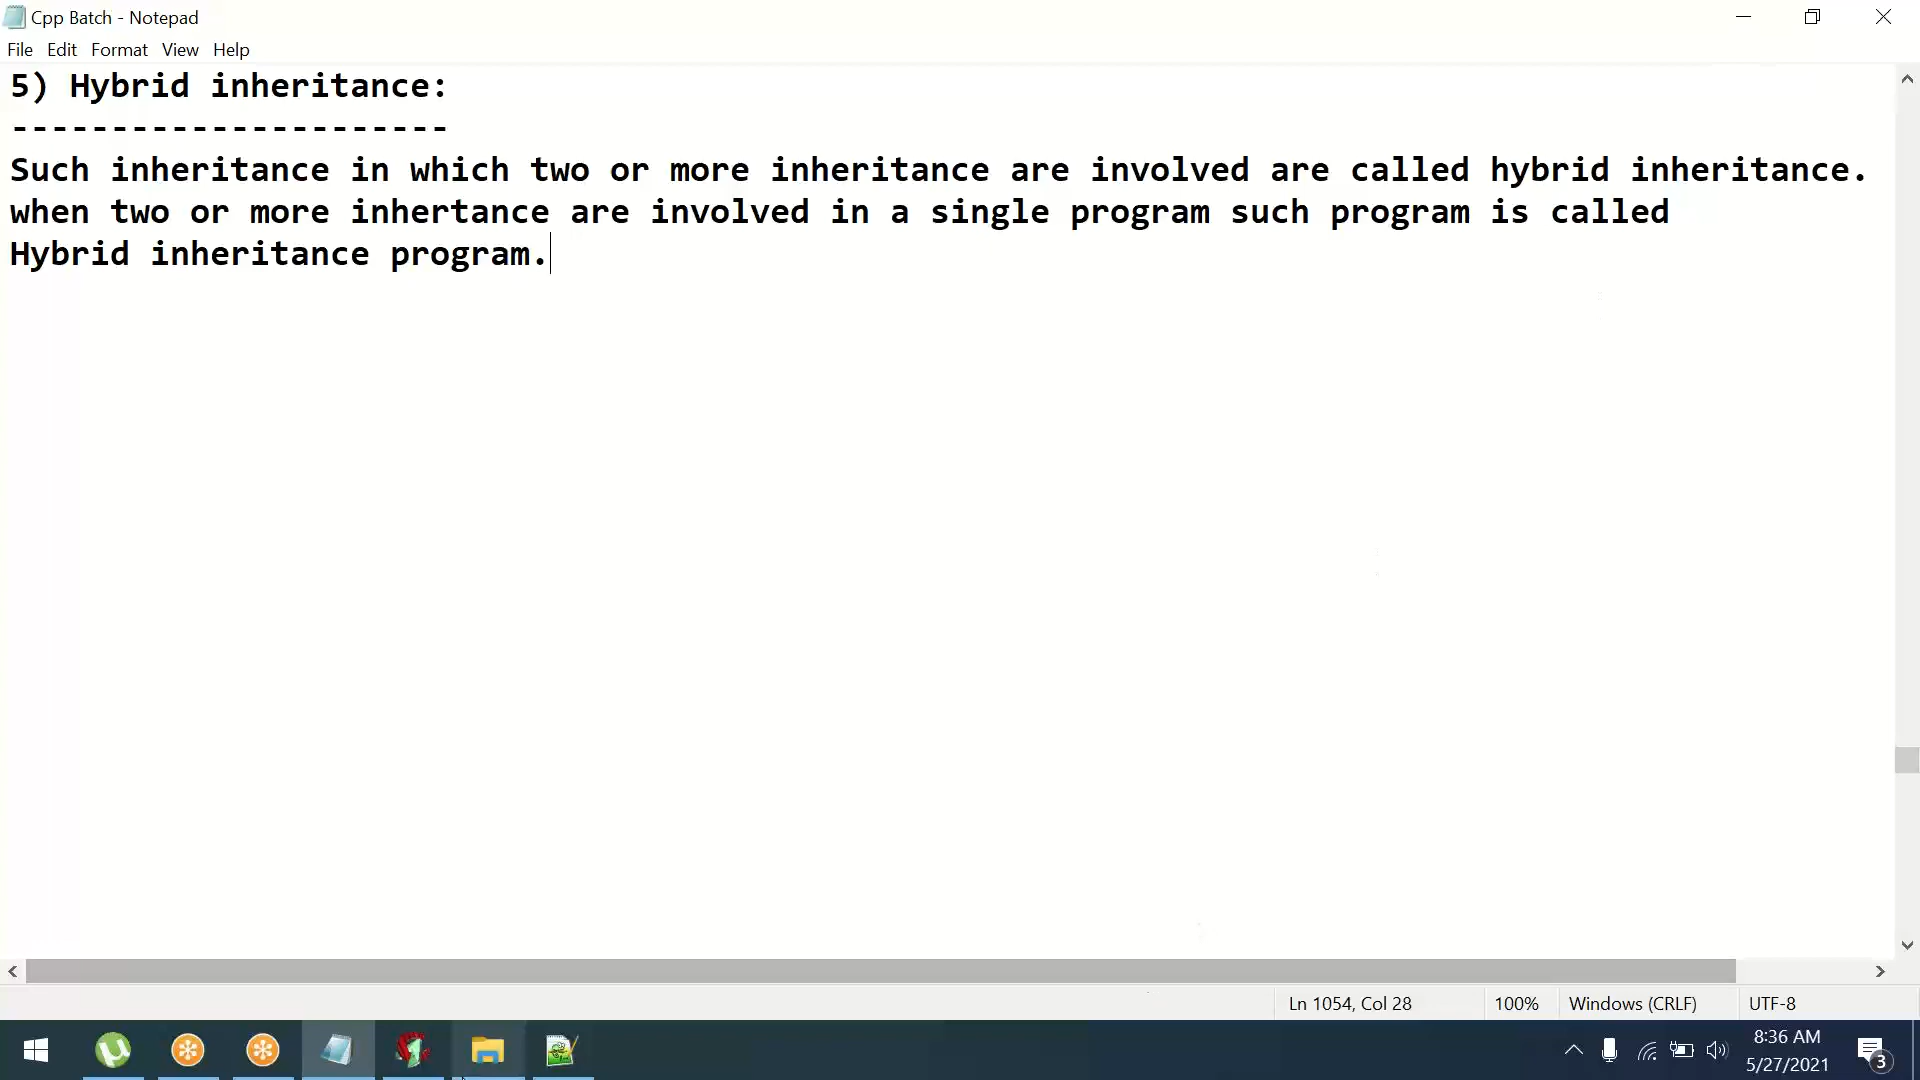 Cpp Batch - Notepad
File Edit Format View Help
5) Hybrid inheritance:
----------------------
Such inheritance in which two or more inheritance are involved are called hybrid inheritance.
when two or more inhertance are involved in a single program such program is called
Hybrid inheritance program.
Ln 1054, Col 28 100% Windows (CRLF) UTF-8
8:36 AM
5/27/2021
3